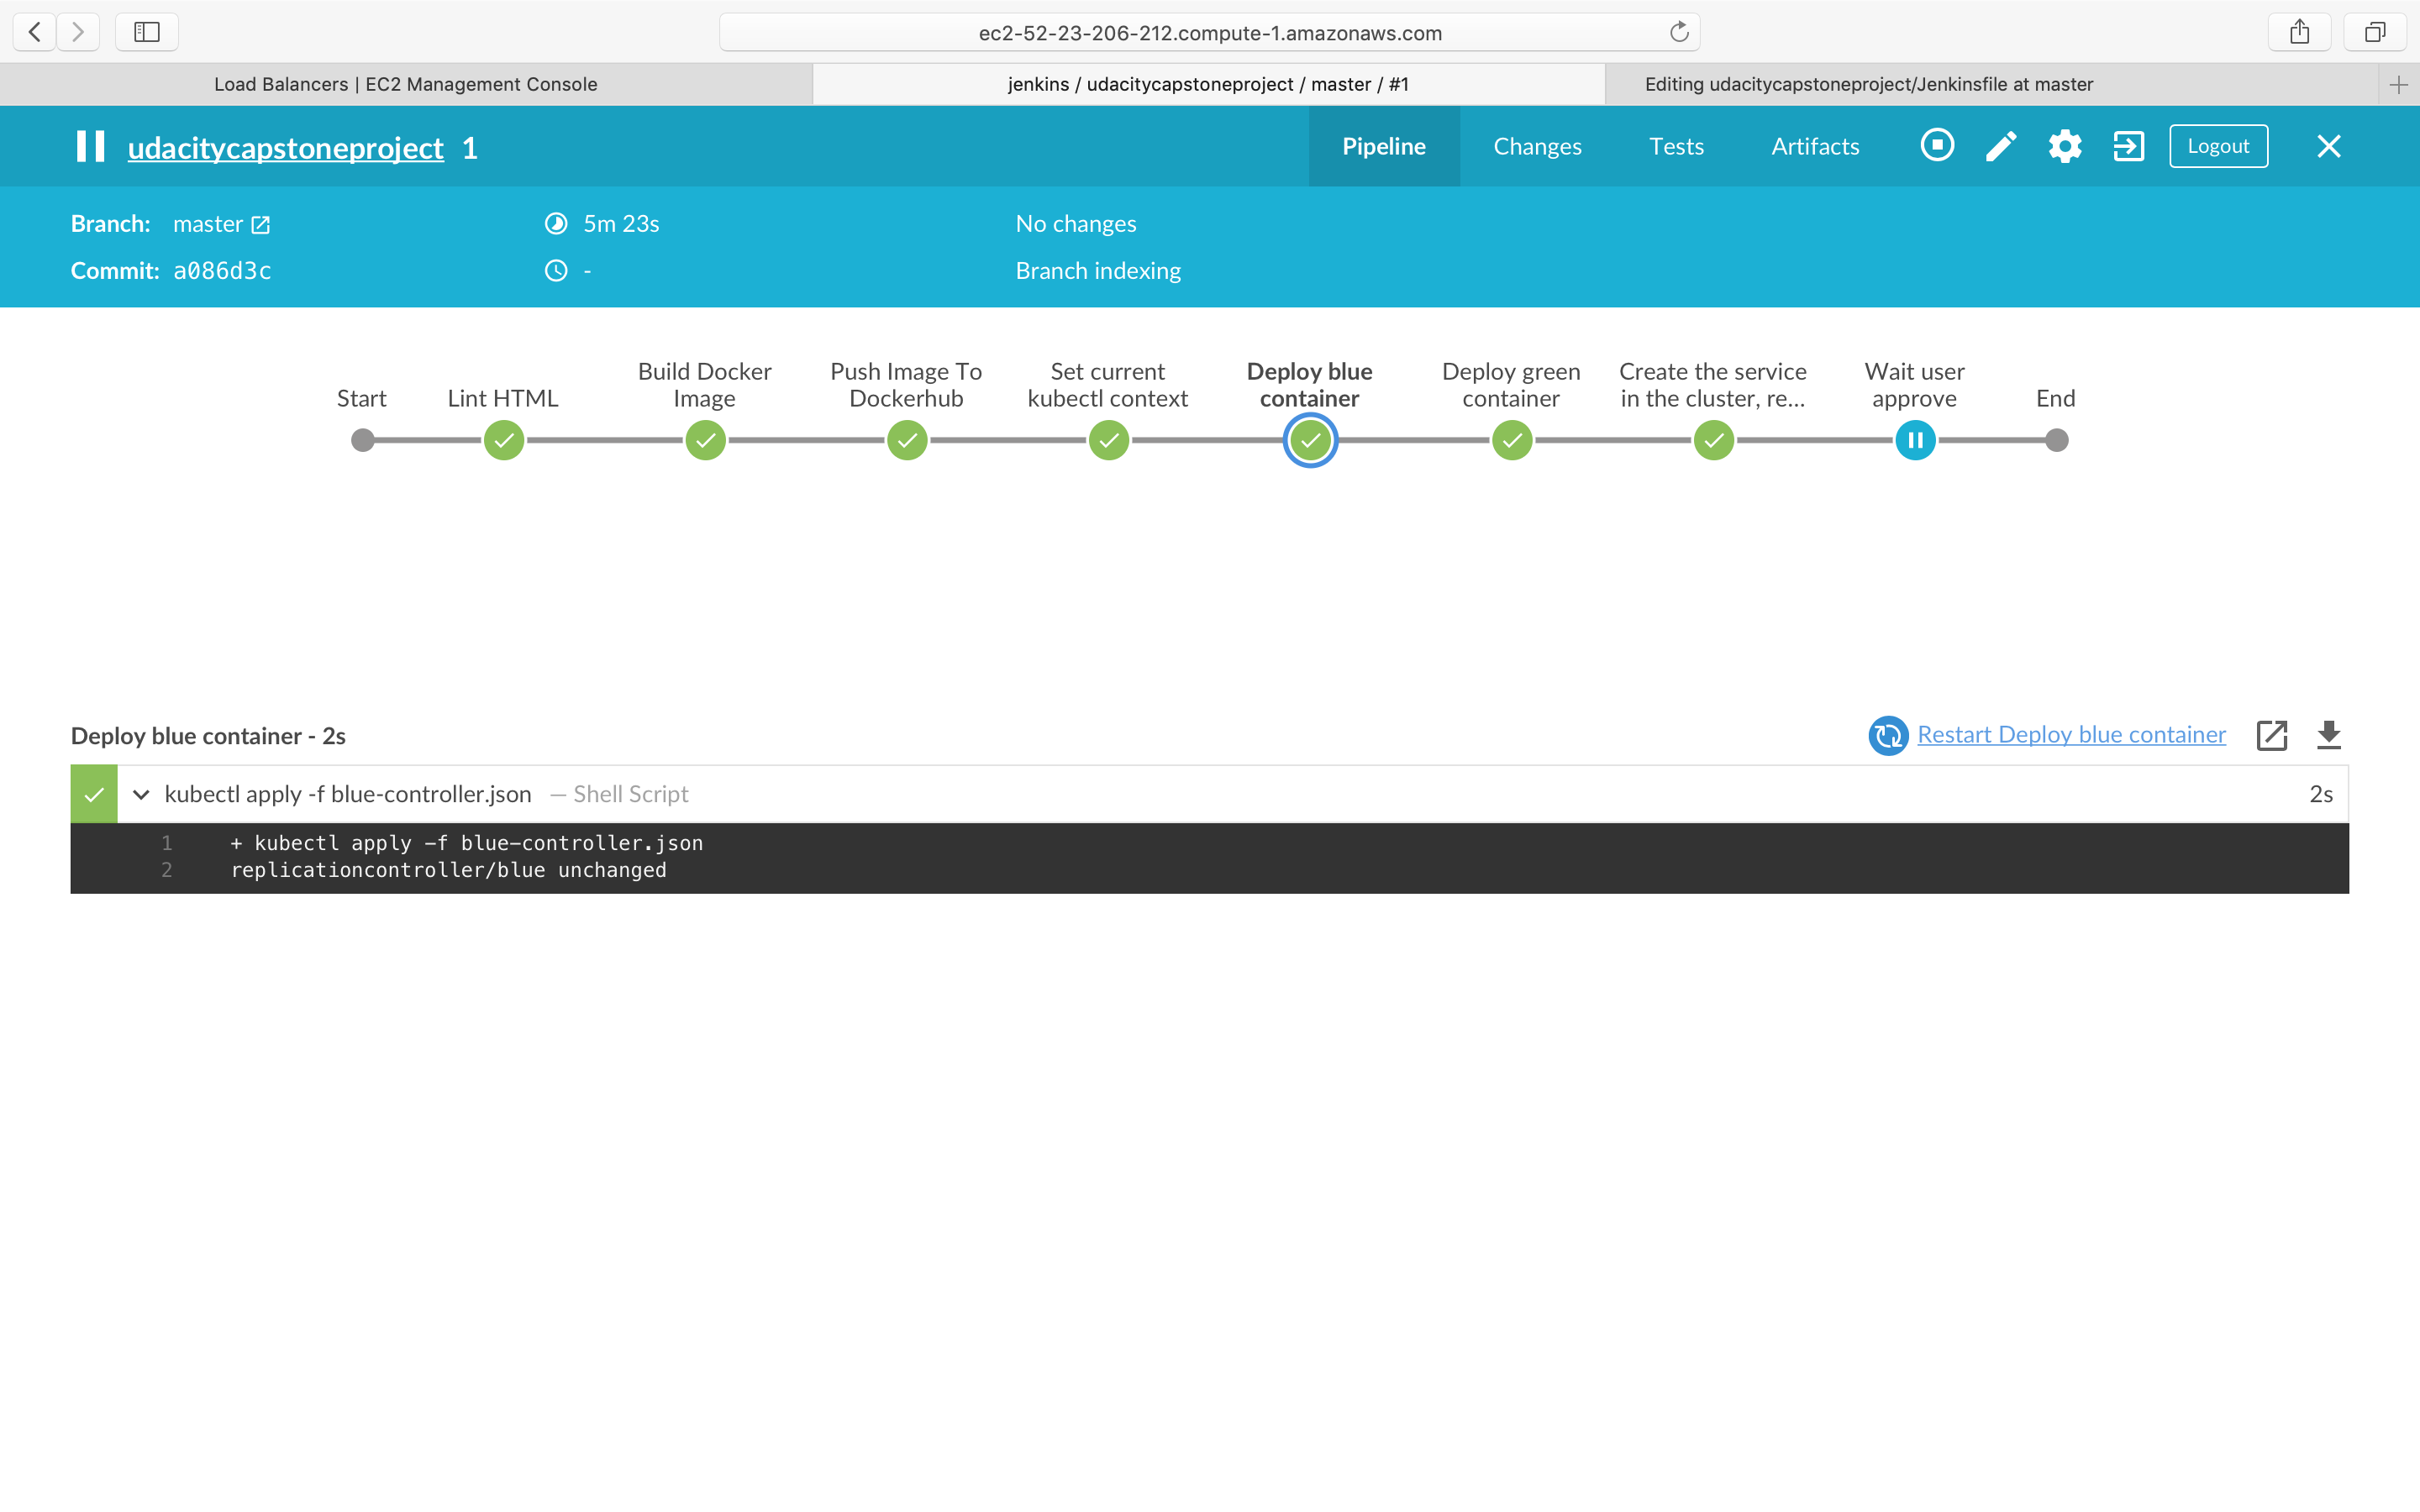 ec2-52-23-206-212.compute-1.amazonaws.com
Load Balancers | EC2 Management Console
jenkins / udacitycapstoneproject / master / #1
Editing udacitycapstoneproject/Jenkinsfile at master
udacitycapstoneproject 1
Pipeline
Changes
Tests
Artifacts
Logout
Branch: master
5m 23s
No changes
Commit: a086d3c
-
Branch indexing
Start
Lint HTML
Build Docker
Image
Push Image To
Dockerhub
Set current
kubectl context
Deploy blue
container
Deploy green
container
Create the service
in the cluster, re...
Wait user
approve
End
Deploy blue container - 2s
Restart Deploy blue container
kubectl apply -f blue-controller.json — Shell Script
2s
1 + kubectl apply -f blue-controller.json
2 replicationcontroller/blue unchanged